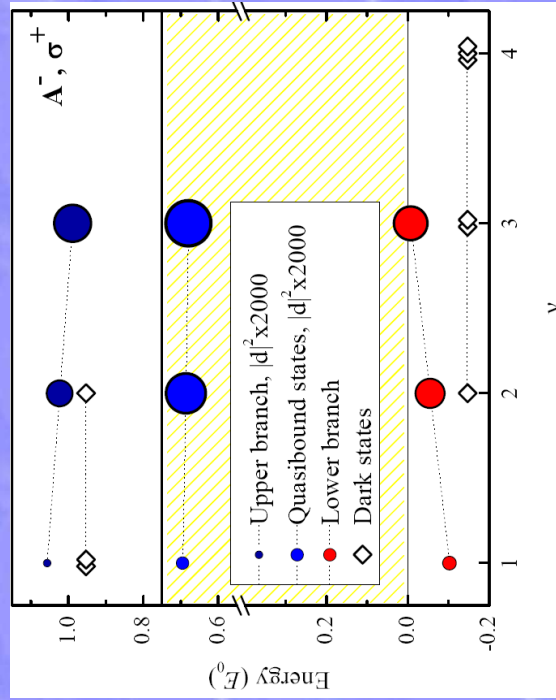 A⁻, σ⁺
Upper branch, |d|²x2000
Quasibound states, |d|²x2000
Lower branch
Dark states
Energy (E₀)
1.0
0.8
0.6
0.2
0.0
-0.2
1
2
3
4